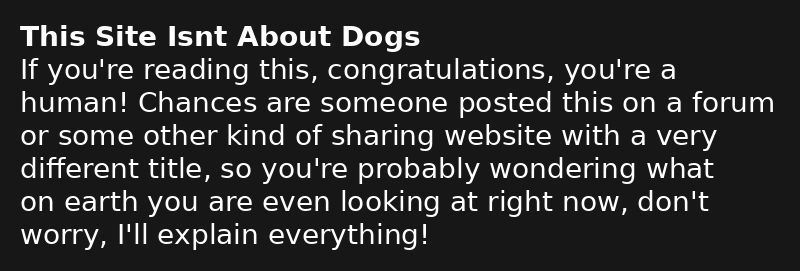 This Site Isnt About Dogs
If you're reading this, congratulations, you're a
human! Chances are someone posted this on a forum
or some other kind of sharing website with a very
different title, so you're probably wondering what
on earth you are even looking at right now, don't
worry, I'll explain everything!